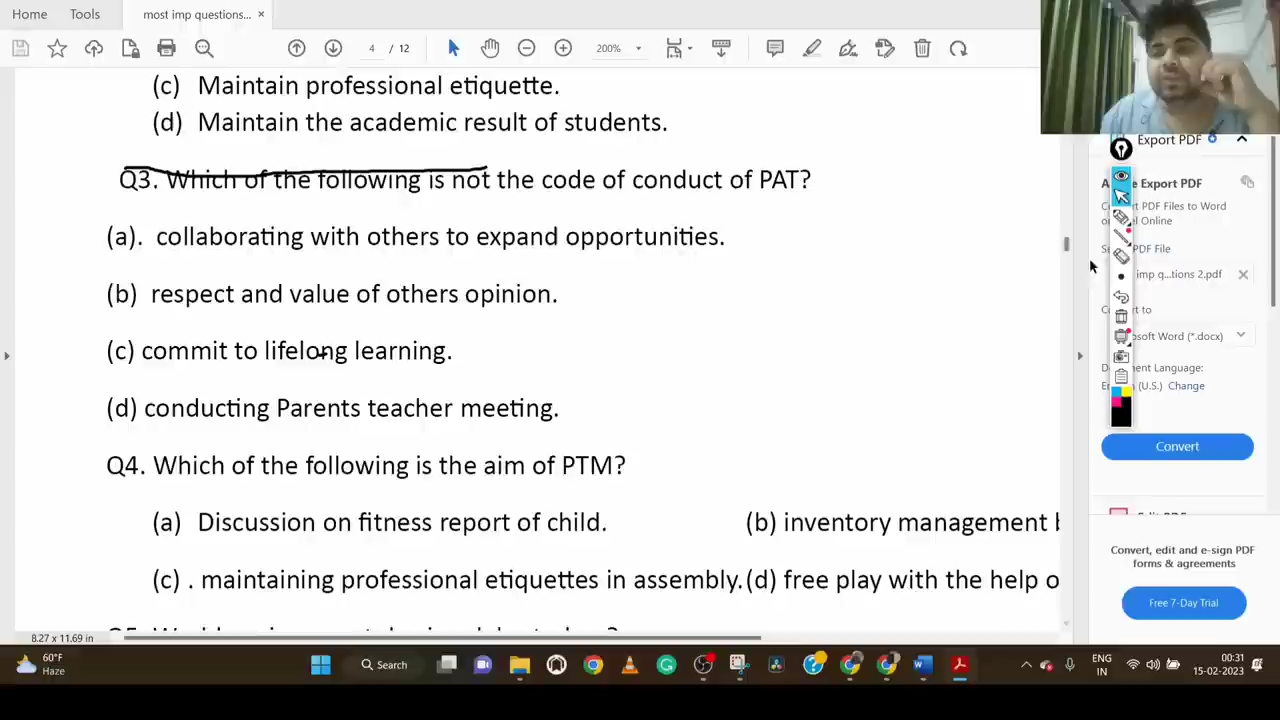 Home Tools most imp questions... ×
4 / 12 200%
(c) Maintain professional etiquette.
(d) Maintain the academic result of students.
Q3. Which of the following is not the code of conduct of PAT?
(a). collaborating with others to expand opportunities.
(b) respect and value of others opinion.
(c) commit to lifelong learning.
(d) conducting Parents teacher meeting.
Q4. Which of the following is the aim of PTM?
(a) Discussion on fitness report of child. (b) inventory management
(c) . maintaining professional etiquettes in assembly. (d) free play with the help
8.27 x 11.69 in
Export PDF
Export PDF
PDF Files to Word
Online
PDF File
imp q...tions 2.pdf
to
(*.docx)
Language:
(U.S.) Change
Convert
Convert, edit and e-sign PDF
forms & agreements
Free 7-Day Trial
60°F
Haze
Search
ENG
IN
00:31
15-02-2023